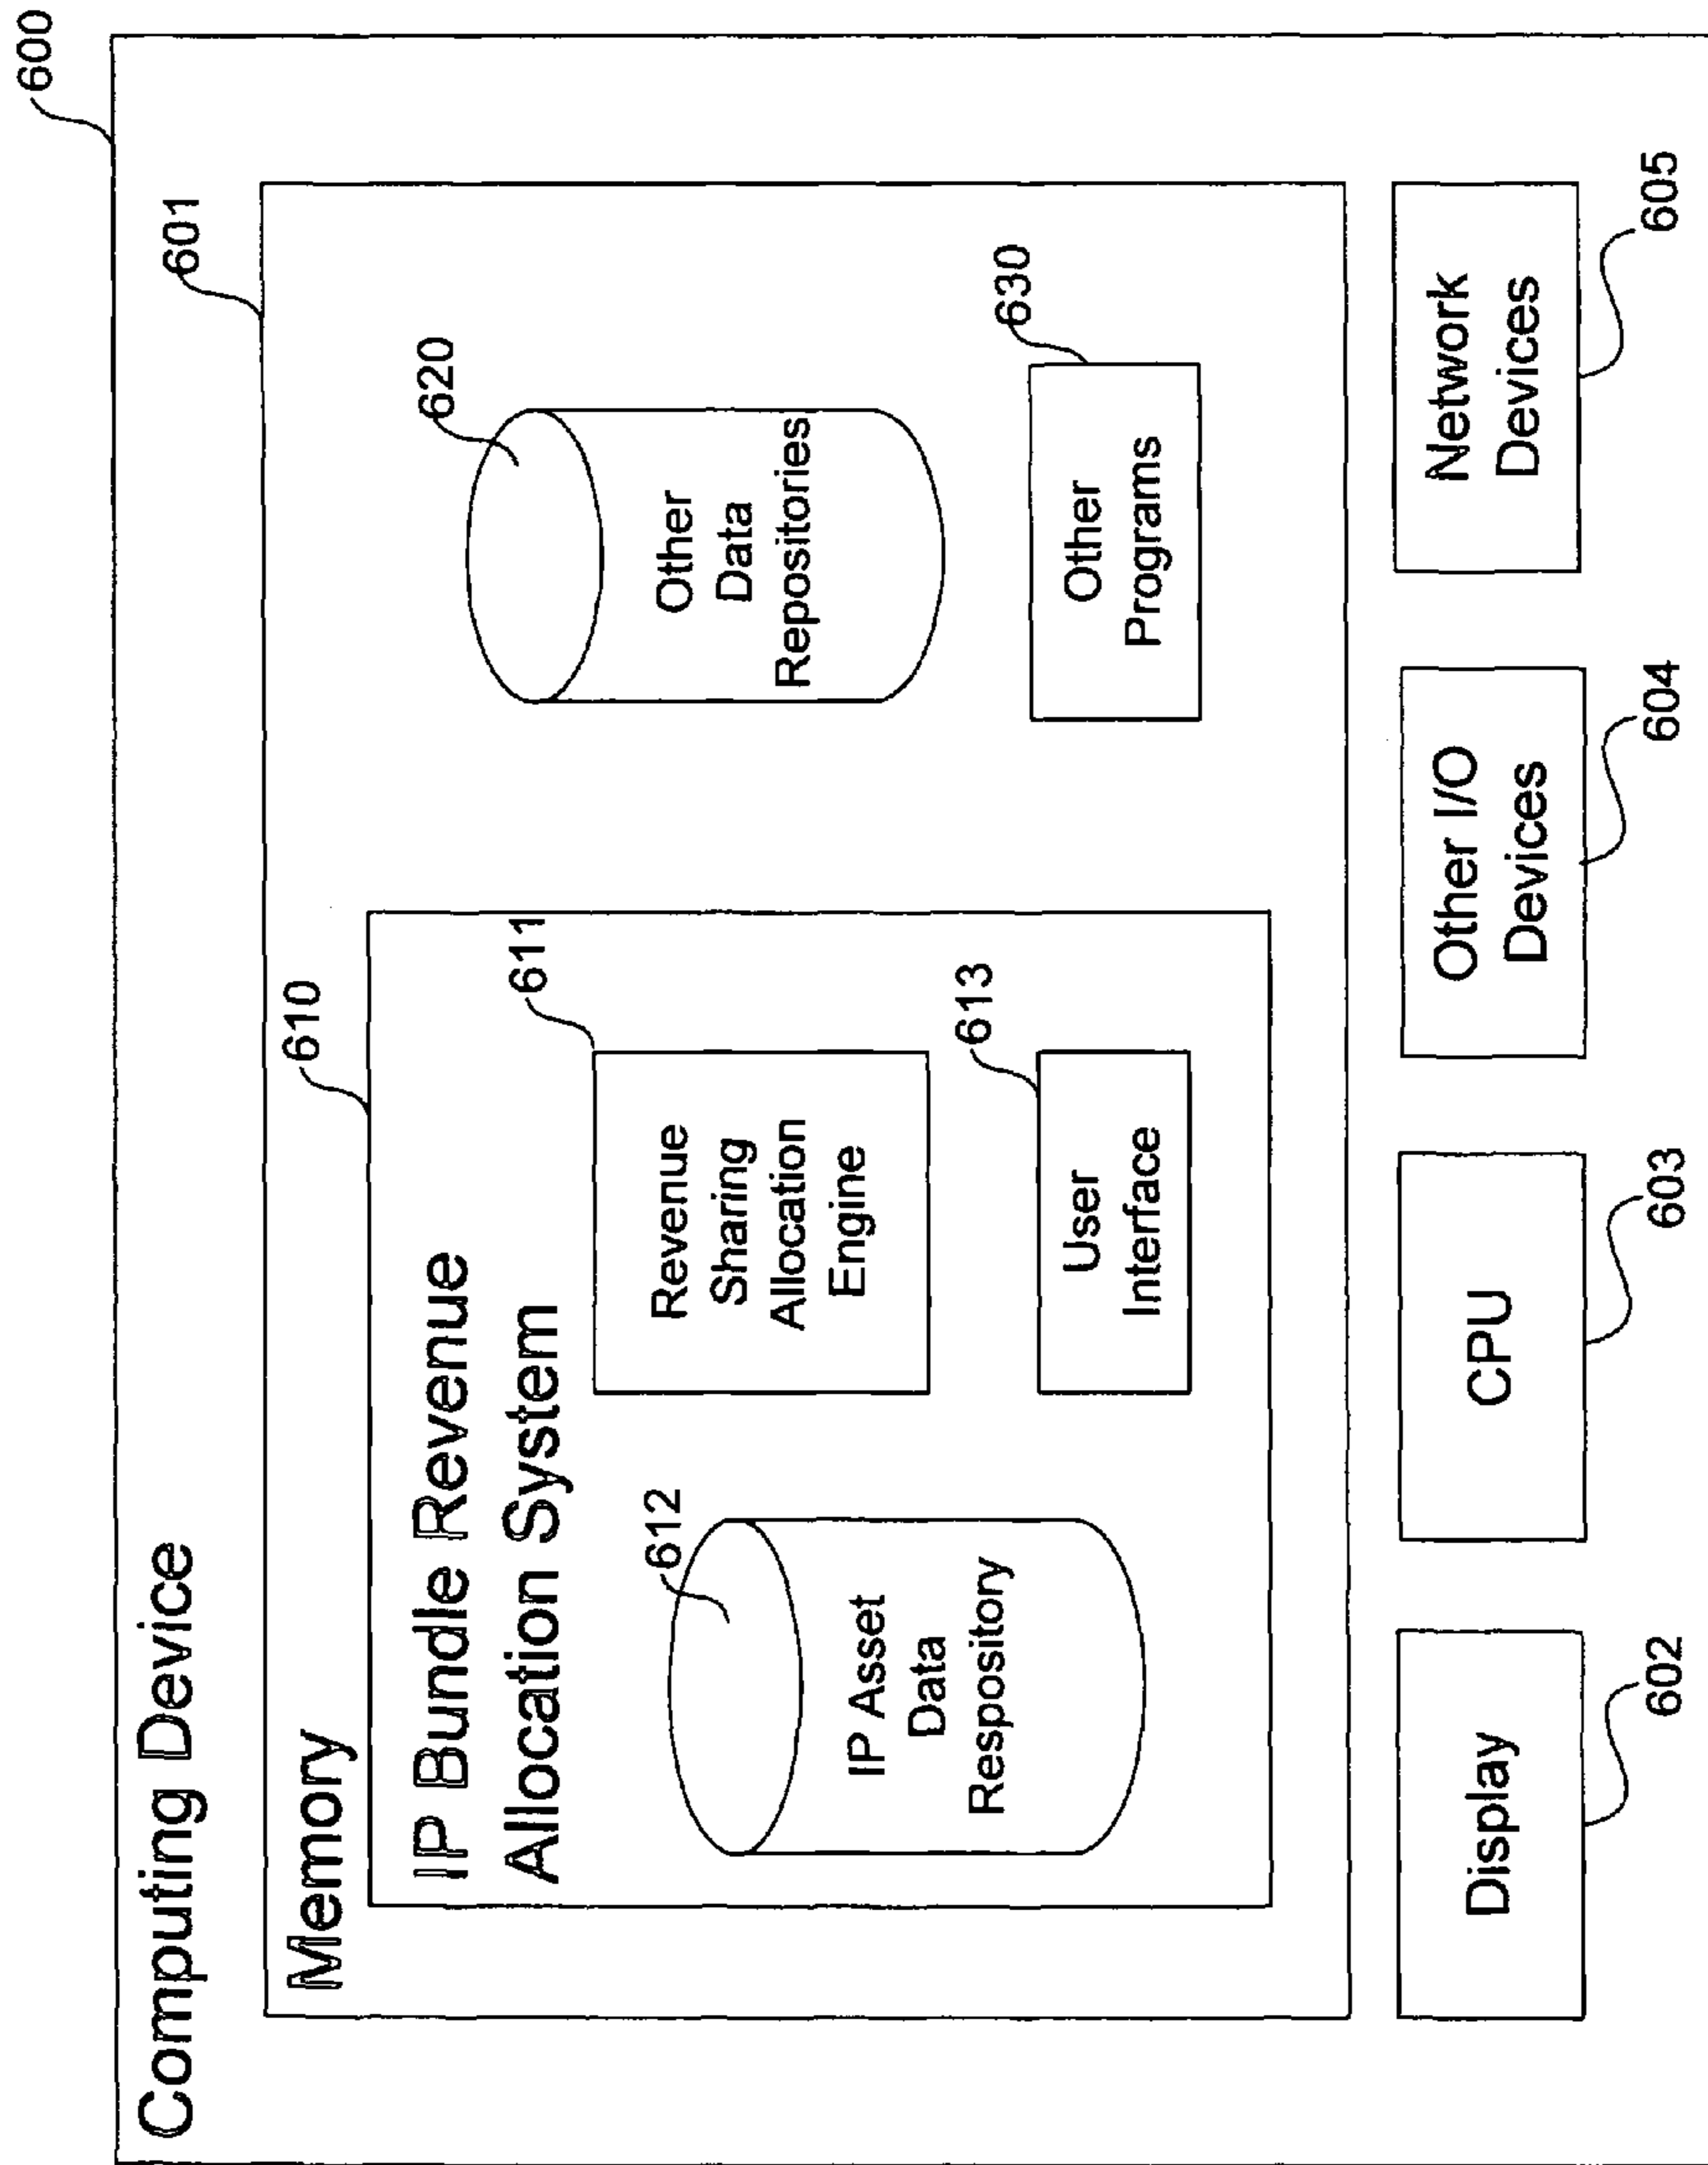 600
Computing Device
601
Memory
610
IP Bundle Revenue
Allocation System
611
Revenue
Sharing
Allocation
Engine
612
IP Asset
Data
Respository
613
User
Interface
620
Other
Data
Repositories
630
Other
Programs
Display
602
CPU
603
Other I/O
Devices
604
Network
Devices
605